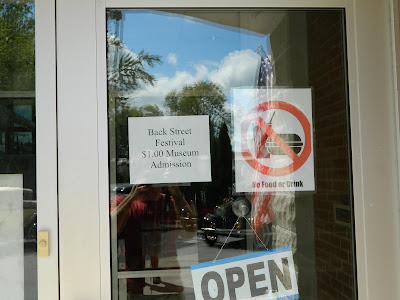 Back Street
Festival
$1.00 Museum
Admission
No Food or Drink
OPEN